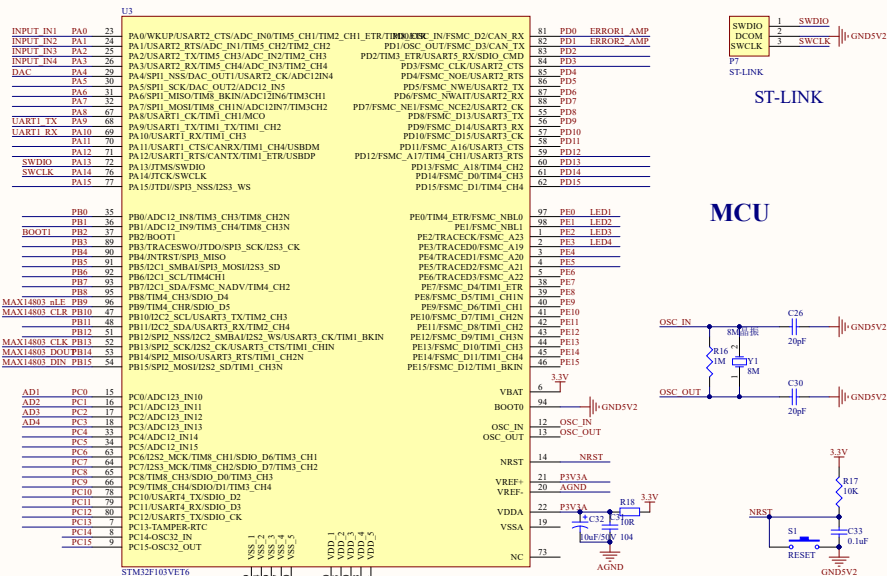 U3
INPUT_IN1 PA0 23 PA0/WKUP/USART2_CTS/ADC_IN0/TIM5_CH1/TIM2_CH1_ETR/TIM8_ETR
INPUT_IN2 PA1 24 PA1/USART2_RTS/ADC_IN1/TIM5_CH2/TIM2_CH2
INPUT_IN3 PA2 25 PA2/USART2_TX/TIM5_CH3/ADC_IN2/TIM2_CH3
INPUT_IN4 PA3 26 PA3/USART2_RX/TIM5_CH4/ADC_IN3/TIM2_CH4
DAC PA4 29 PA4/SPI1_NSS/DAC_OUT1/USART2_CK/ADC12IN4
PA5 30 PA5/SPI1_SCK/DAC_OUT2/ADC12_IN5
PA6 31 PA6/SPI1_MISO/TIM8_BKIN/ADC12IN6/TIM3CH1
PA7 32 PA7/SPI1_MOSI/TIM8_CH1N/ADC12IN7/TIM3CH2
PA8 67 PA8/USART1_CK/TIM1_CH1/MCO
UART1_TX PA9 68 PA9/USART1_TX/TIM1_TX/TIM1_CH2
UART1_RX PA10 69 PA10/USART1_RX/TIM1_CH3
PA11 70 PA11/USART1_CTS/CANRX/TIM1_CH4/USBDM
PA12 71 PA12/USART1_RTS/CANTX/TIM1_ETR/USBDP
SWDIO PA13 72 PA13/JTMS/SWDIO
SWCLK PA14 76 PA14/JTCK/SWCLK
PA15 77 PA15/JTDI/SPI3_NSS/I2S3_WS
PB0 35 PB0/ADC12_IN8/TIM3_CH3/TIM8_CH2N
PB1 36 PB1/ADC12_IN9/TIM3_CH4/TIM8_CH3N
BOOT1 PB2 37 PB2/BOOT1
PB3 89 PB3/TRACESWO/JTDO/SPI3_SCK/I2S3_CK
PB4 90 PB4/JNTRST/SPI3_MISO
PB5 91 PB5/I2C1_SMBAI/SPI3_MOSI/I2S3_SD
PB6 92 PB6/I2C1_SCL/TIM4CH1
PB7 93 PB7/I2C1_SDA/FSMC_NADV/TIM4_CH2
PB8 95 PB8/TIM4_CH3/SDIO_D4
MAX14803_nLE PB9 96 PB9/TIM4_CHR/SDIO_D5
MAX14803_CLR PB10 47 PB10/I2C2_SCL/USART3_TX/TIM2_CH3
PB11 48 PB11/I2C2_SDA/USART3_RX/TIM2_CH4
PB12 51 PB12/SPI2_NSS/I2C2_SMBAI/I2S2_WS/USART3_CK/TIM1_BKIN
MAX14803_CLK PB13 52 PB13/SPI2_SCK/I2S2_CK/USART3_CTS/TIM1_CHIN
MAX14803_DOUT PB14 53 PB14/SPI2_MISO/USART3_RTS/TIM1_CH2N
MAX14803_DIN PB15 54 PB15/SPI2_MOSI/I2S2_SD/TIM1_CH3N
AD1 PC0 15 PC0/ADC123_IN10
AD2 PC1 16 PC1/ADC123_IN11
AD3 PC2 17 PC2/ADC123_IN12
AD4 PC3 18 PC3/ADC123_IN13
PC4 33 PC4/ADC12_IN14
PC5 34 PC5/ADC12_IN15
PC6 63 PC6/I2S2_MCK/TIM8_CH1/SDIO_D6/TIM3_CH1
PC7 64 PC7/I2S3_MCK/TIM8_CH2/SDIO_D7/TIM3_CH2
PC8 65 PC8/TIM8_CH3/SDIO_D0/TIM3_CH3
PC9 66 PC9/TIM8_CH4/SDIO/D1/TIM3_CH4
PC10 78 PC10/USART4_TX/SDIO_D2
PC11 79 PC11/USART4_RX/SDIO_D3
PC12 80 PC12/USART5_TX/SDIO_CK
PC13 7 PC13-TAMPER-RTC
PC14 8 PC14-OSC32_IN
PC15 9 PC15-OSC32_OUT
OSC_IN/FSMC_D2/CAN_RX 81 PD0 ERROR1_AMP
PD1/OSC_OUT/FSMC_D3/CAN_TX 82 PD1 ERROR2_AMP
PD2/TIM3_ETR/USART5_RX/SDIO_CMD 83 PD2
PD3/FSMC_CLK/USART2_CTS 84 PD3
PD4/FSMC_NOE/USART2_RTS 85 PD4
PD5/FSMC_NWE/USART2_TX 86 PD5
PD6/FSMC_NWAIT/USART2_RX 87 PD6
PD7/FSMC_NE1/FSMC_NCE2/USART2_CK 88 PD7
PD8/FSMC_D13/USART3_TX 55 PD8
PD9/FSMC_D14/USART3_RX 56 PD9
PD10/FSMC_D15/USART3_CK 57 PD10
PD11/FSMC_A16/USART3_CTS 58 PD11
PD12/FSMC_A17/TIM4_CH1/USART3_RTS 59 PD12
PD13/FSMC_A18/TIM4_CH2 60 PD13
PD14/FSMC_D0/TIM4_CH3 61 PD14
PD15/FSMC_D1/TIM4_CH4 62 PD15
PE0/TIM4_ETR/FSMC_NBL0 97 PE0 LED1
PE1/FSMC_NBL1 98 PE1 LED2
PE2/TRACECK/FSMC_A23 1 PE2 LED3
PE3/TRACED0/FSMC_A19 2 PE3 LED4
PE4/TRACED1/FSMC_A20 3 PE4
PE5/TRACED2/FSMC_A21 4 PE5
PE6/TRACED3/FSMC_A22 5 PE6
PE7/FSMC_D4/TIM1_ETR 38 PE7
PE8/FSMC_D5/TIM1_CH1N 39 PE8
PE9/FSMC_D6/TIM1_CH1 40 PE9
PE10/FSMC_D7/TIM1_CH2N 41 PE10
PE11/FSMC_D8/TIM1_CH2 42 PE11
PE12/FSMC_D9/TIM1_CH3N 43 PE12
PE13/FSMC_D10/TIM1_CH3 44 PE13
PE14/FSMC_D11/TIM1_CH4 45 PE14
PE15/FSMC_D12/TIM1_BKIN 46 PE15
VBAT 6 3.3V
BOOT0 94 GND5V2
OSC_IN 12 OSC_IN
OSC_OUT 13 OSC_OUT
NRST 14 NRST
VREF+ 21 P3V3A
VREF- 20 AGND
VDDA 22 P3V3A
VSSA 19
NC 73
VSS_1
VSS_2
VSS_3
VSS_4
VSS_5
VDD_1
VDD_2
VDD_3
VDD_4
VDD_5
STM32F103VET6
R18 3.3V
10R
C32
10uF/50V 104
AGND
SWDIO 1 SWDIO
DCOM 2 GND5V2
SWCLK 3 SWCLK
P7
ST-LINK
ST-LINK
MCU
OSC_IN
C26
20pF
GND5V2
8M晶振
R16
1M
2
Y1
8M
1
OSC_OUT
C30
20pF
GND5V2
3.3V
R17
10K
NRST
S1
RESET
C33
0.1uF
GND5V2